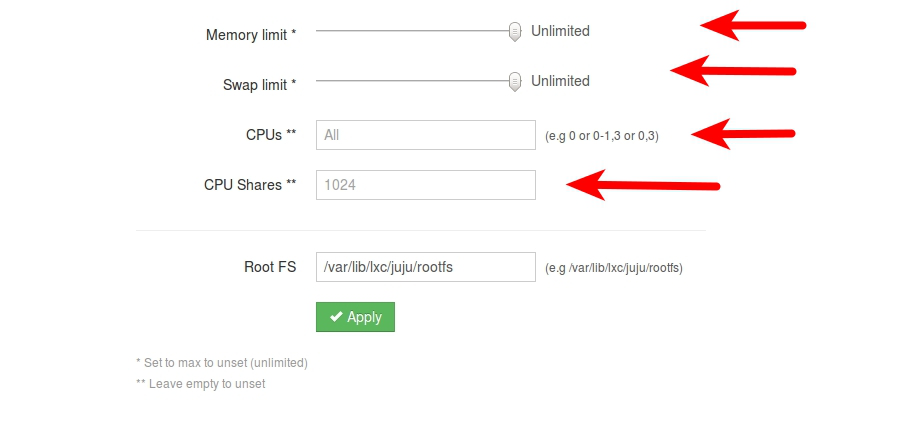 Memory limit * Unlimited
Swap limit * Unlimited
CPUs ** All (e.g 0 or 0-1,3 or 0,3)
CPU Shares ** 1024
Root FS /var/lib/lxc/juju/rootfs (e.g /var/lib/lxc/juju/rootfs)
Apply
* Set to max to unset (unlimited)
** Leave empty to unset